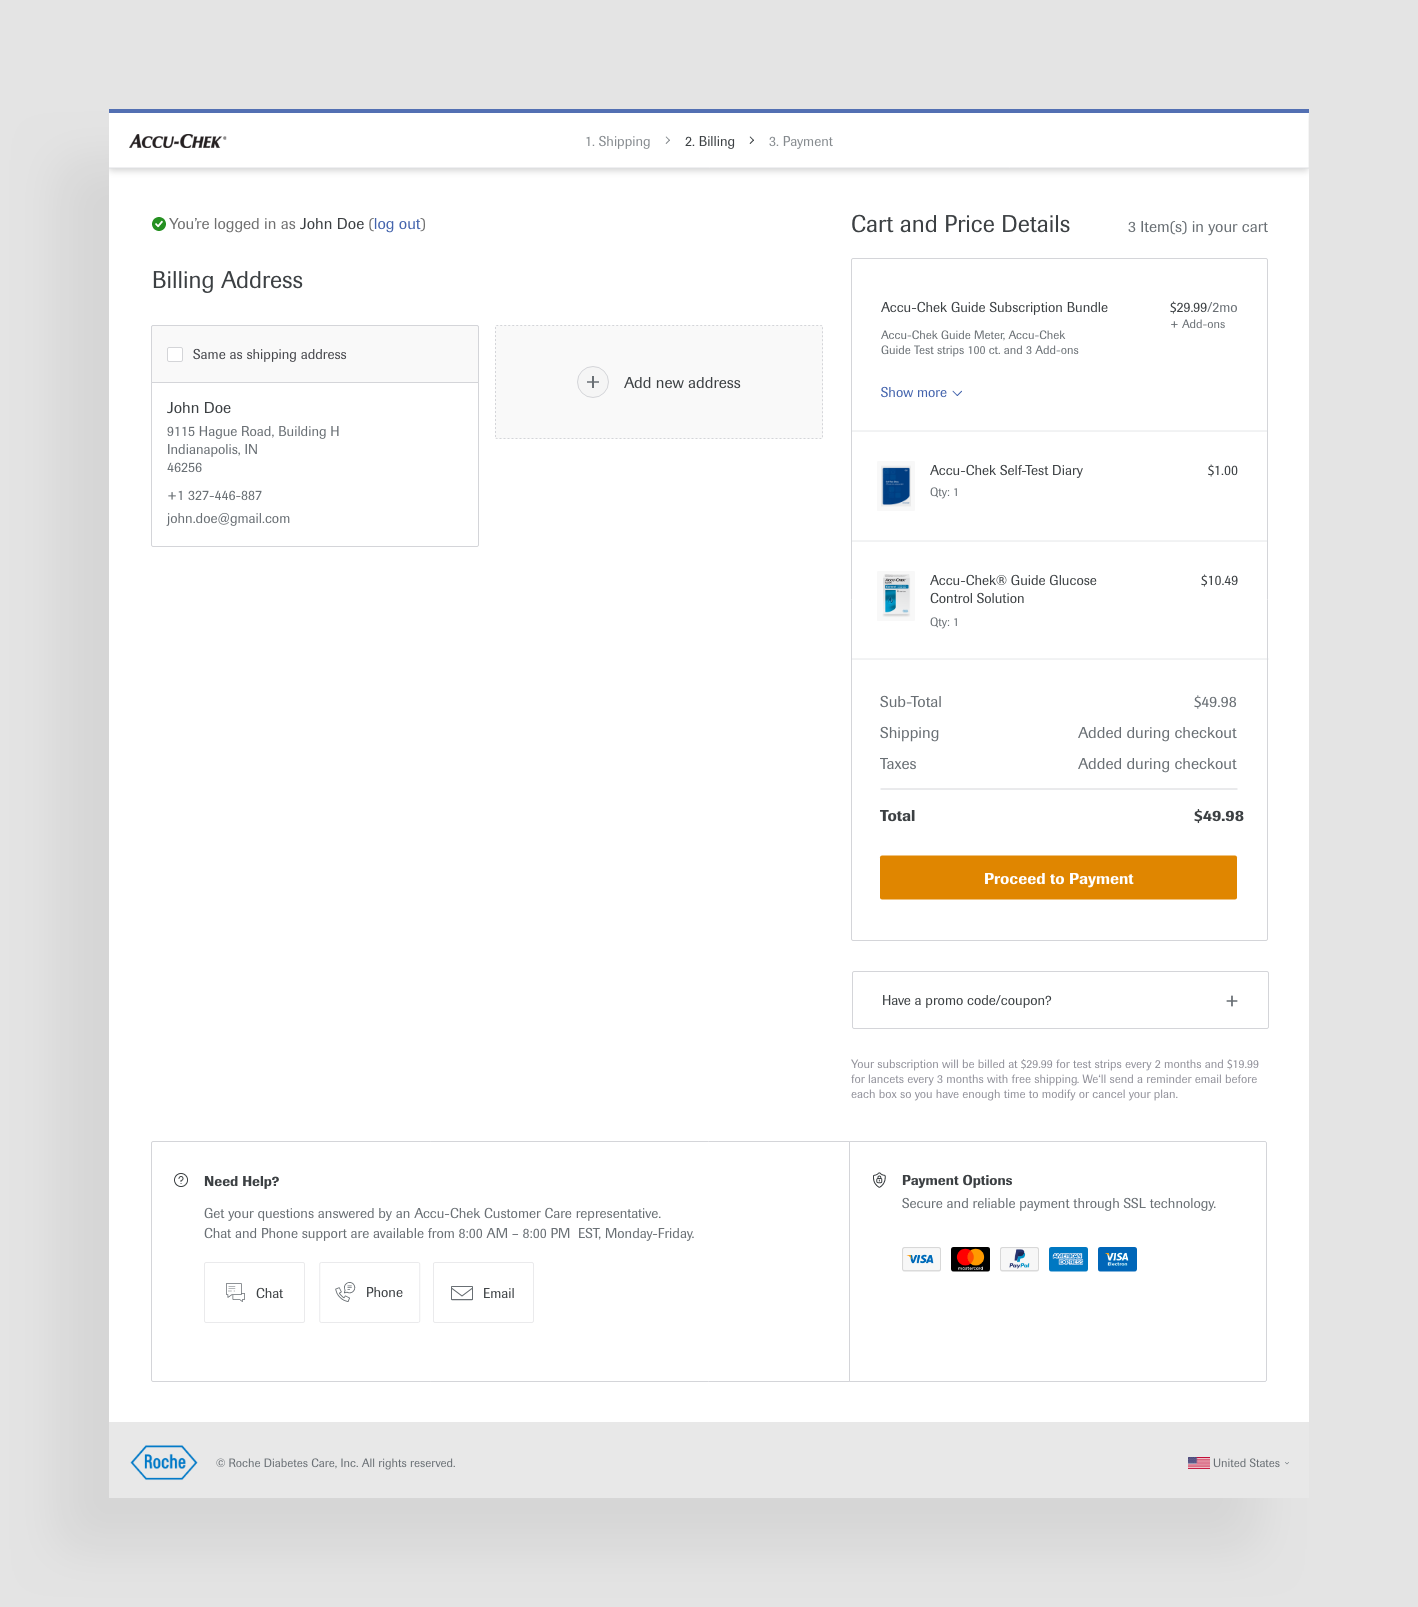 ACCU-CHEK®
1. Shipping
2. Billing
3. Payment
You're logged in as John Doe (log out)
Billing Address
Same as shipping address
John Doe
9115 Hague Road, Building H
Indianapolis, IN
46256
+1 327-446-887
john.doe@gmail.com
Add new address
Cart and Price Details
3 Item(s) in your cart
Accu-Chek Guide Subscription Bundle
$29.99/2mo
+ Add-ons
Accu-Chek Guide Meter, Accu-Chek
Guide Test strips 100 ct. and 3 Add-ons
Show more
Accu-Chek Self-Test Diary
$1.00
Qty: 1
Accu-Chek® Guide Glucose
Control Solution
$10.49
Qty: 1
Sub-Total
$49.98
Shipping
Added during checkout
Taxes
Added during checkout
Total
$49.98
Proceed to Payment
Have a promo code/coupon?
Your subscription will be billed at $29.99 for test strips every 2 months and $19.99
for lancets every 3 months with free shipping. We'll send a reminder email before
each box so you have enough time to modify or cancel your plan.
Need Help?
Get your questions answered by an Accu-Chek Customer Care representative.
Chat and Phone support are available from 8:00 AM – 8:00 PM EST, Monday-Friday.
Chat
Phone
Email
Payment Options
Secure and reliable payment through SSL technology.
VISA
mastercard
PayPal
AMERICAN
EXPRESS
VISA
Electron
Roche
© Roche Diabetes Care, Inc. All rights reserved.
United States